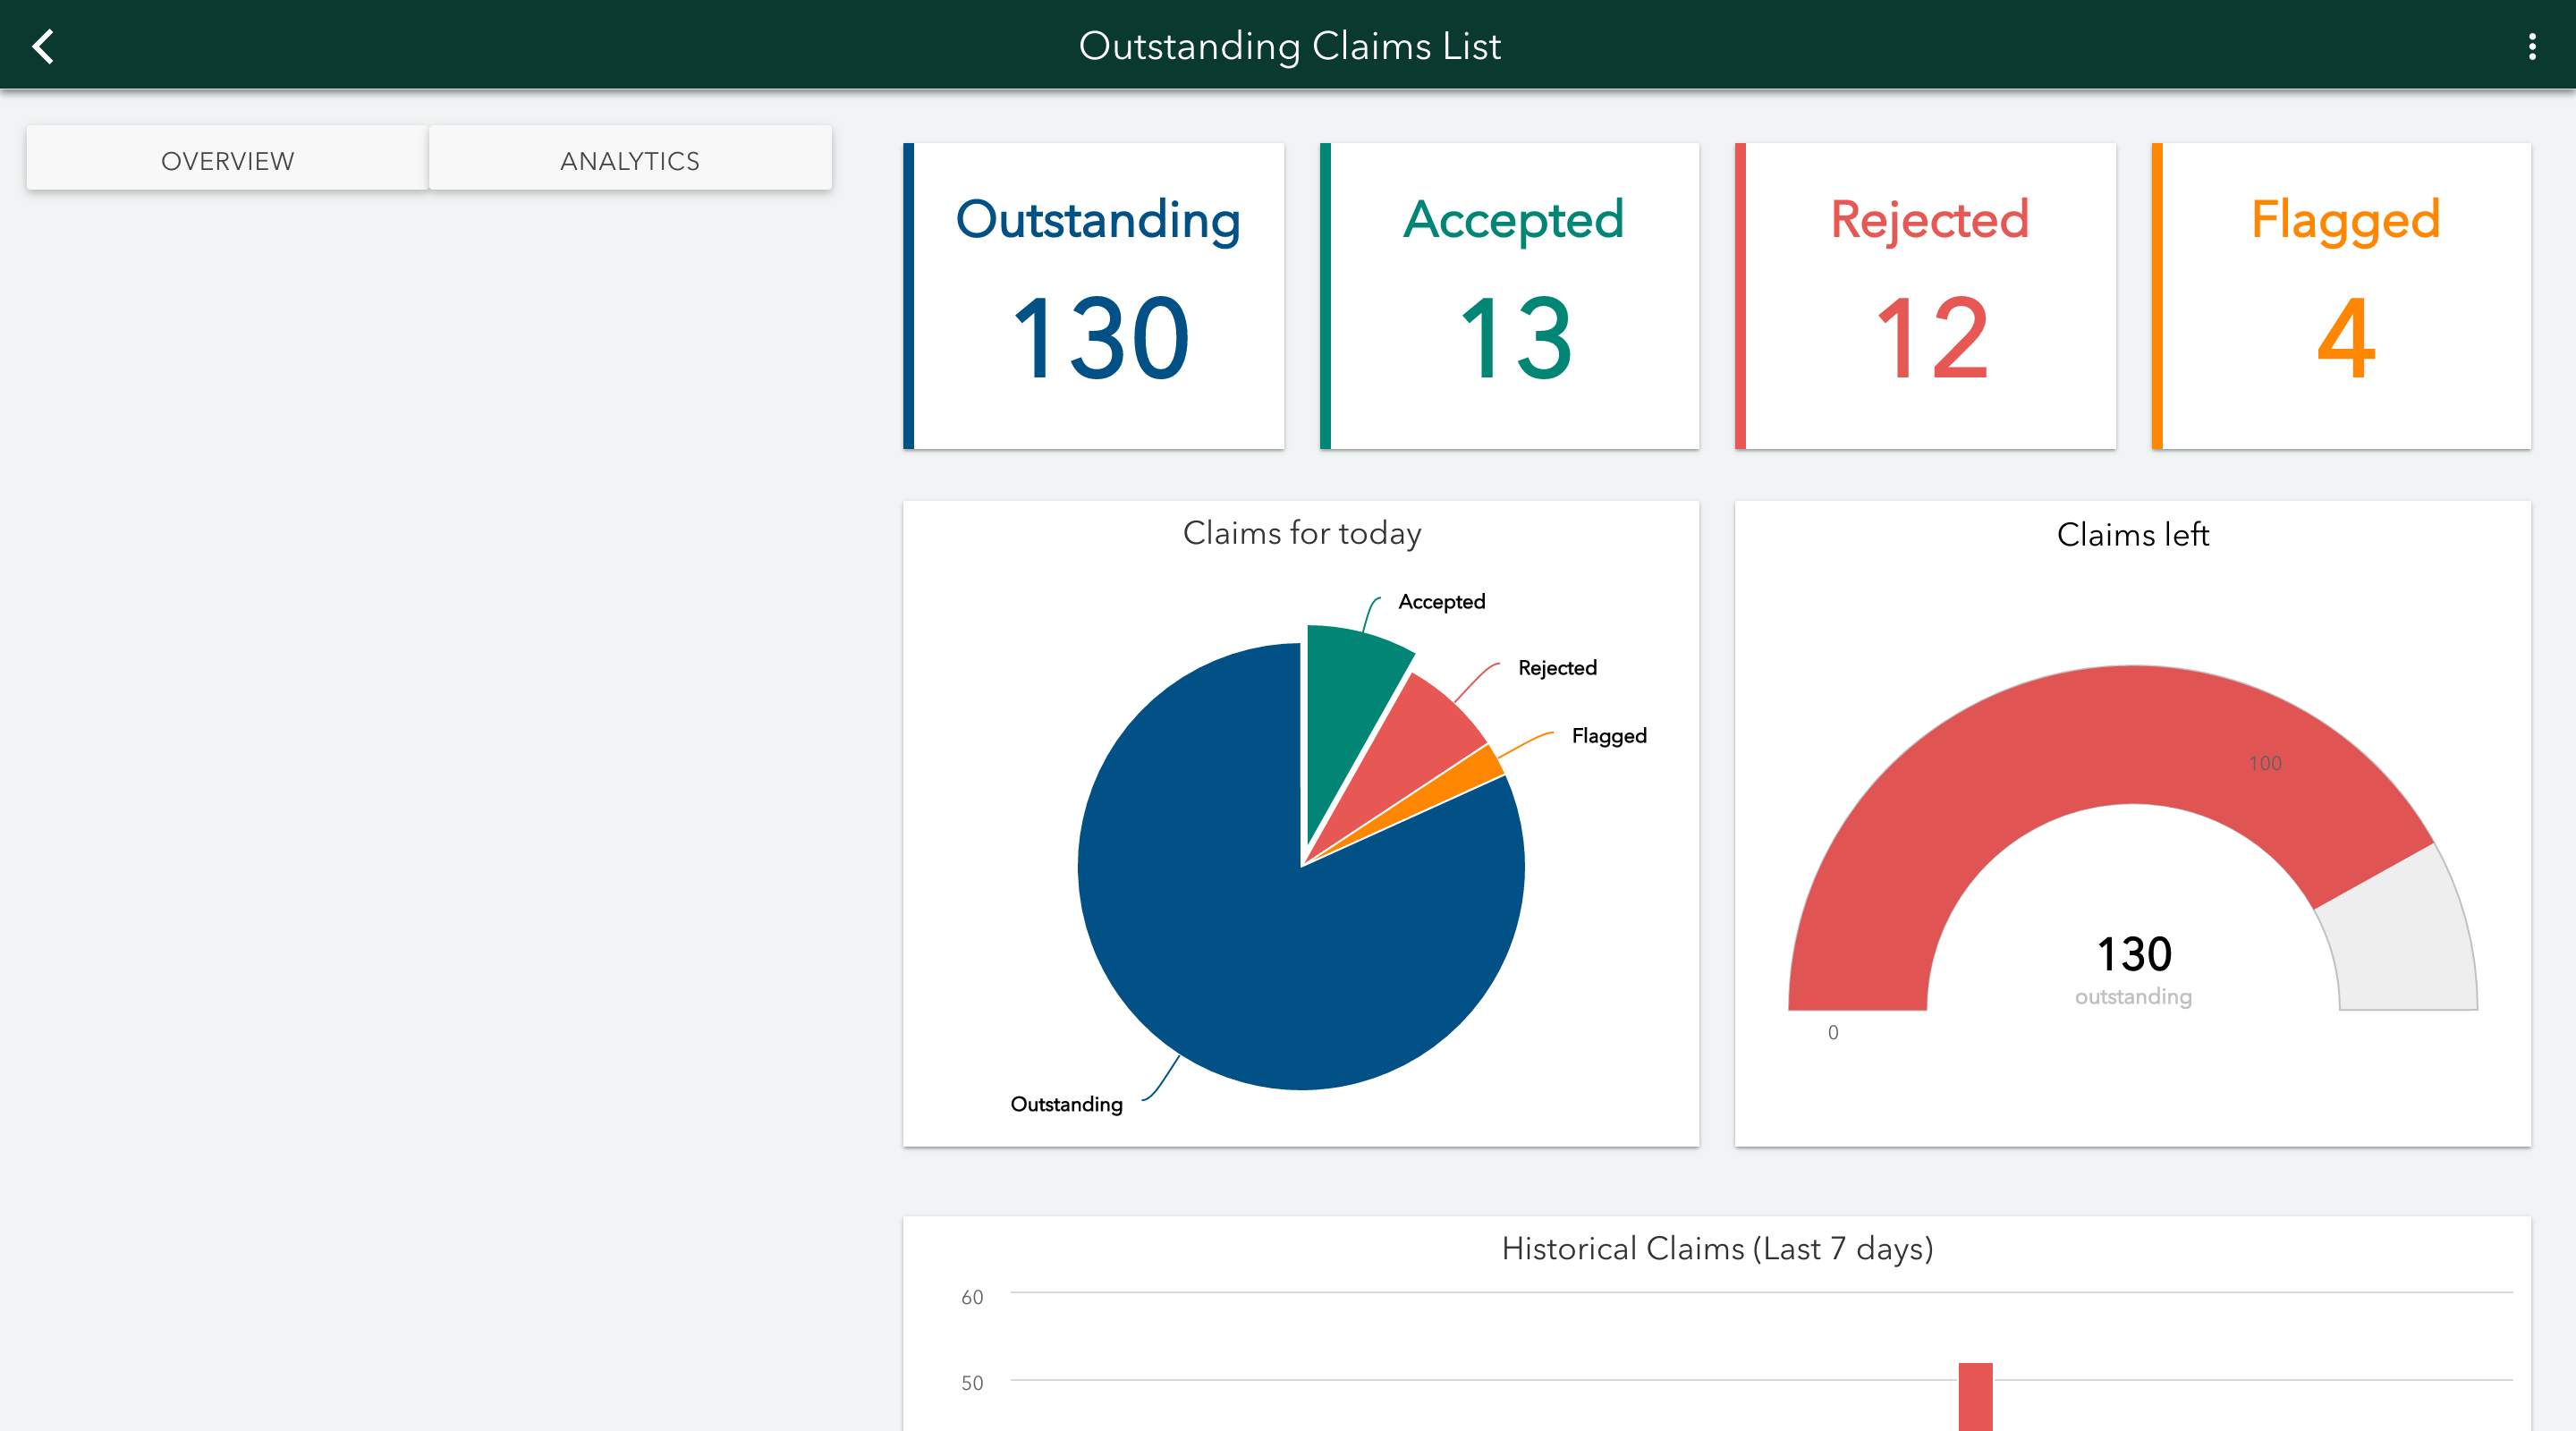 Outstanding Claims List
OVERVIEW
ANALYTICS
Outstanding
130
Accepted
13
Rejected
12
Flagged
4
Claims for today
Accepted
Rejected
Flagged
Outstanding
Claims left
100
130
outstanding
0
Historical Claims (Last 7 days)
60
50